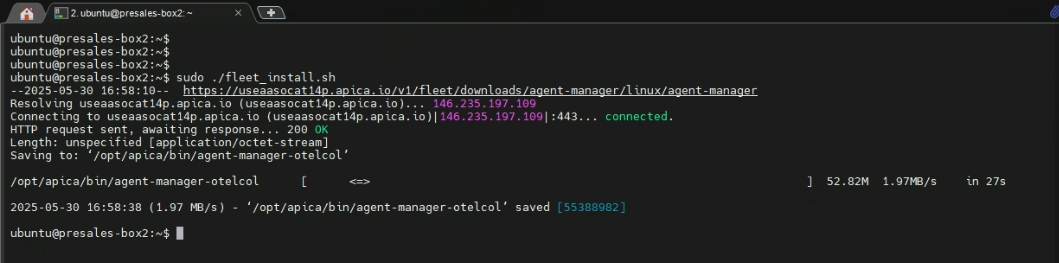 2. ubuntu@presales-box2: ~
ubuntu@presales-box2:~$
ubuntu@presales-box2:~$
ubuntu@presales-box2:~$
ubuntu@presales-box2:~$ sudo ./fleet_install.sh
--2025-05-30 16:58:10--  https://useaasocat14p.apica.io/v1/fleet/downloads/agent-manager/linux/agent-manager
Resolving useaasocat14p.apica.io (useaasocat14p.apica.io)... 146.235.197.109
Connecting to useaasocat14p.apica.io (useaasocat14p.apica.io)|146.235.197.109|:443... connected.
HTTP request sent, awaiting response... 200 OK
Length: unspecified [application/octet-stream]
Saving to: ‘/opt/apica/bin/agent-manager-otelcol’
/opt/apica/bin/agent-manager-otelcol      [      <=>      ]  52.82M  1.97MB/s    in 27s
2025-05-30 16:58:38 (1.97 MB/s) - ‘/opt/apica/bin/agent-manager-otelcol’ saved [55388982]
ubuntu@presales-box2:~$